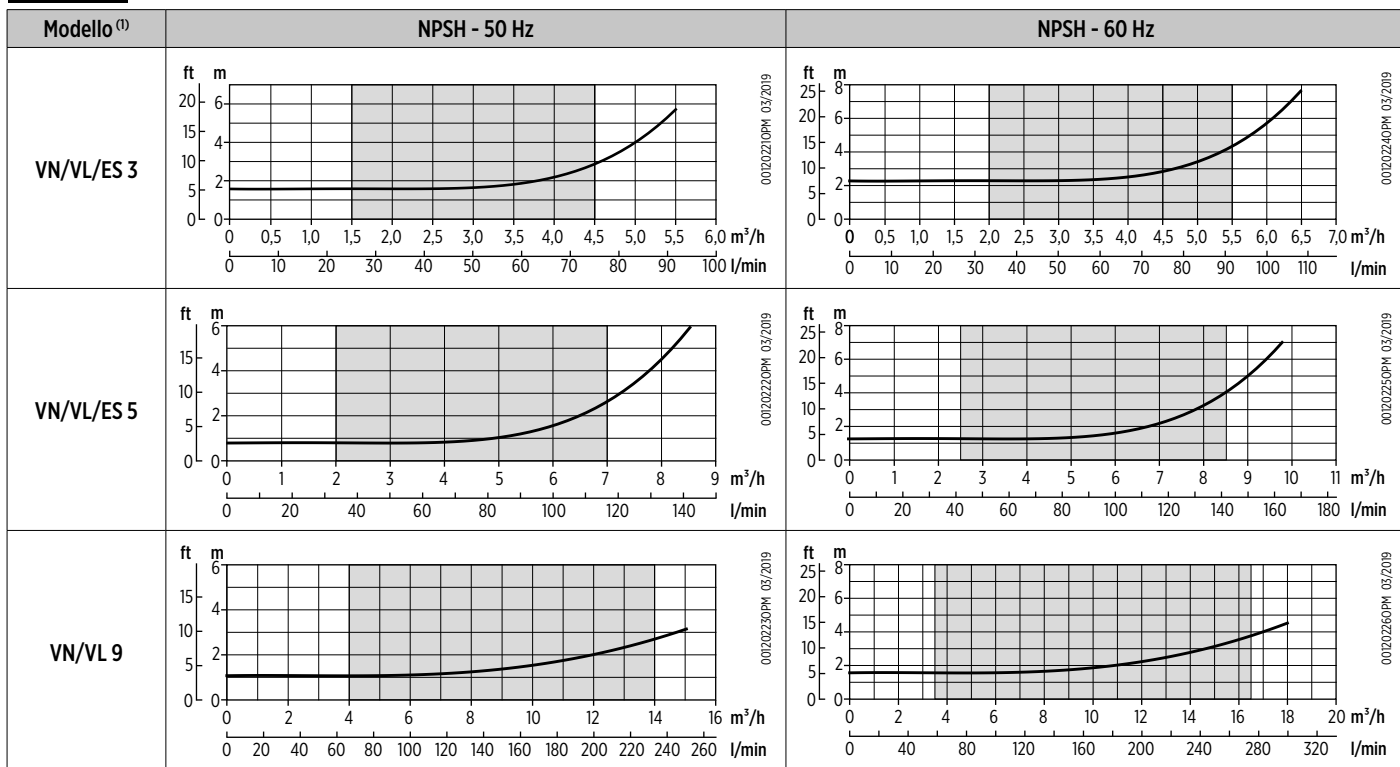 Modello (1) NPSH - 50 Hz NPSH - 60 Hz
VN/VL/ES 3
ft m
20 6
15
4
10
2
5
0 0
0 0,5 1,0 1,5 2,0 2,5 3,0 3,5 4,0 4,5 5,0 5,5 6,0 m³/h
0 10 20 30 40 50 60 70 80 90 100 l/min
00120221OPM 03/2019
ft m
25 8
20 6
15
4
10
5 2
0 0
0 0,5 1,0 1,5 2,0 2,5 3,0 3,5 4,0 4,5 5,0 5,5 6,0 6,5 7,0 m³/h
0 10 20 30 40 50 60 70 80 90 100 110 l/min
00120224OPM 03/2019
VN/VL/ES 5
ft m
6
15
4
10
2
5
0 0
0 1 2 3 4 5 6 7 8 9 m³/h
0 20 40 60 80 100 120 140 l/min
00120222OPM 03/2019
ft m
25 8
20 6
15
4
10
5 2
0 0
0 1 2 3 4 5 6 7 8 9 10 11 m³/h
0 20 40 60 80 100 120 140 160 180 l/min
00120225OPM 03/2019
VN/VL 9
ft m
6
15
4
10
2
5
0 0
0 2 4 6 8 10 12 14 16 m³/h
0 20 40 60 80 100 120 140 160 180 200 220 240 260 l/min
00120223OPM 03/2019
ft m
25 8
20 6
15
4
10
5 2
0 0
0 2 4 6 8 10 12 14 16 18 20 m³/h
0 40 80 120 160 200 240 280 320 l/min
00120226OPM 03/2019